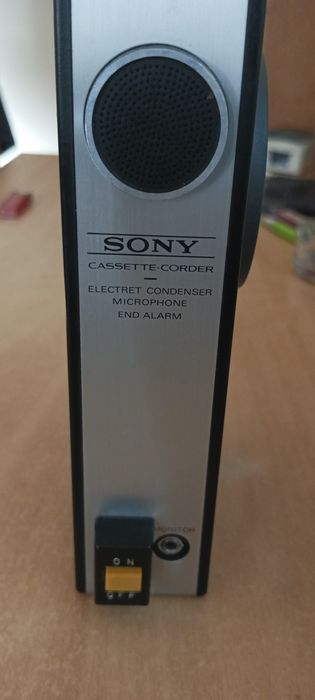 SONY
CASSETTE-CORDER
ELECTRET CONDENSER
MICROPHONE
END ALARM
MONITOR
ON
OFF